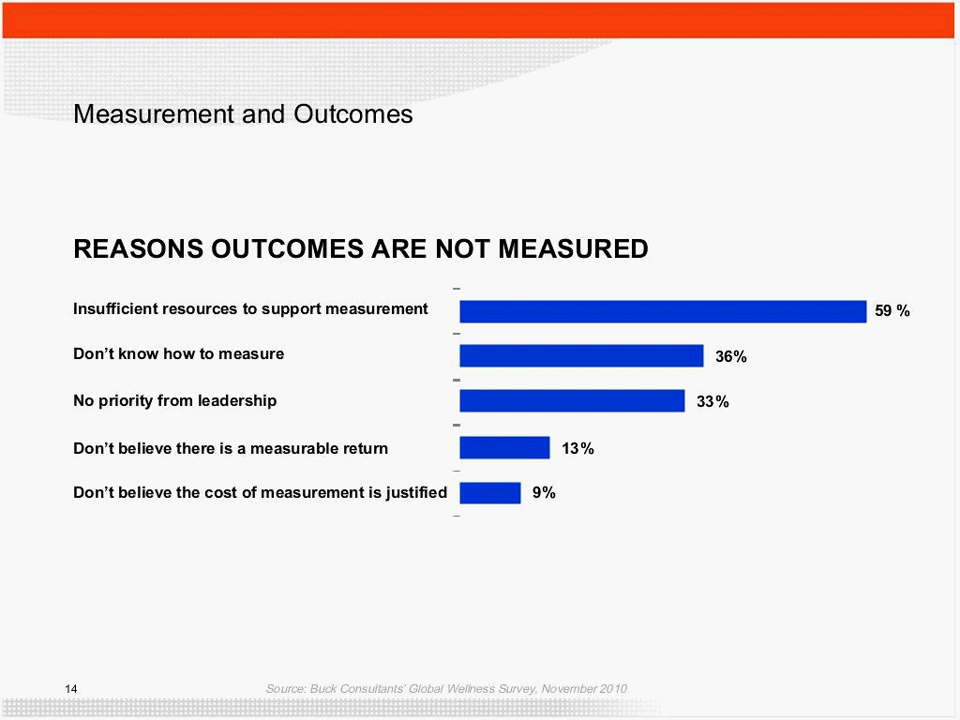 Measurement and Outcomes
REASONS OUTCOMES ARE NOT MEASURED
Insufficient resources to support measurement 59 %
Don’t know how to measure 36%
No priority from leadership 33%
Don’t believe there is a measurable return 13%
Don’t believe the cost of measurement is justified 9%
14 Source: Buck Consultants’ Global Wellness Survey, November 2010